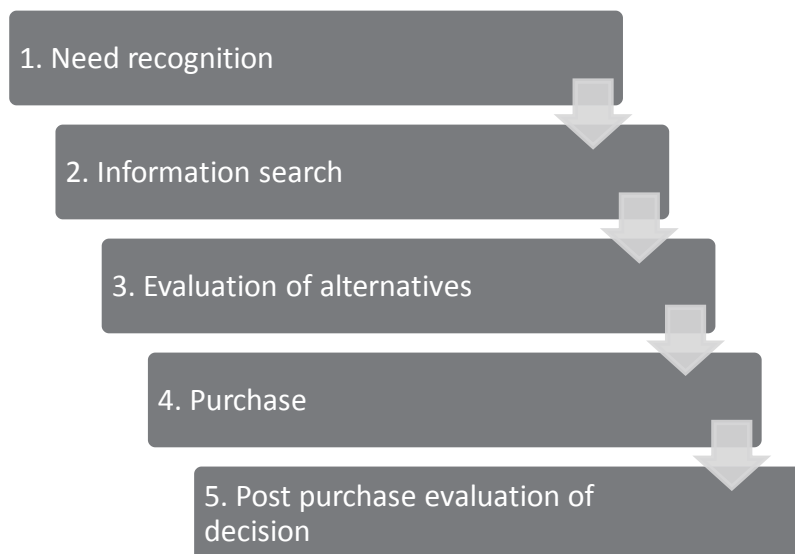 1. Need recognition
2. Information search
3. Evaluation of alternatives
4. Purchase
5. Post purchase evaluation of
decision